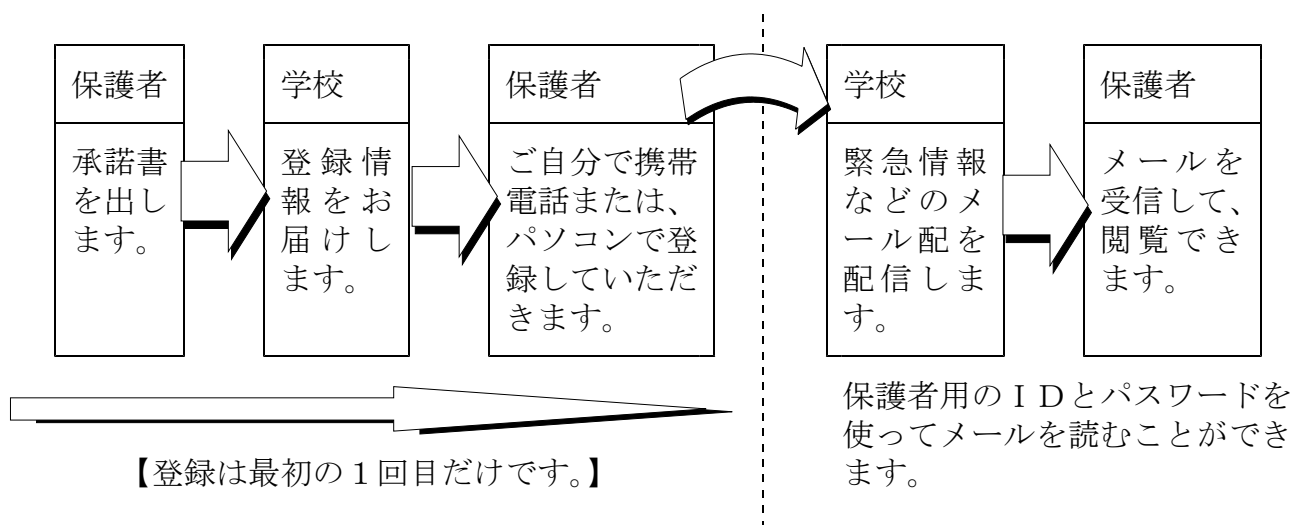 保護者
承諾書
を出し
ます。
学校
登録情
報をお
届けし
ます。
保護者
ご自分で携帯
電話または、
パソコンで登
録していただ
きます。
学校
緊急情報
などのメ
ール配を
配信しま
す。
保護者
メールを
受信して、
閲覧でき
ます。
【登録は最初の１回目だけです。】
保護者用のＩＤとパスワードを
使ってメールを読むことができ
ます。